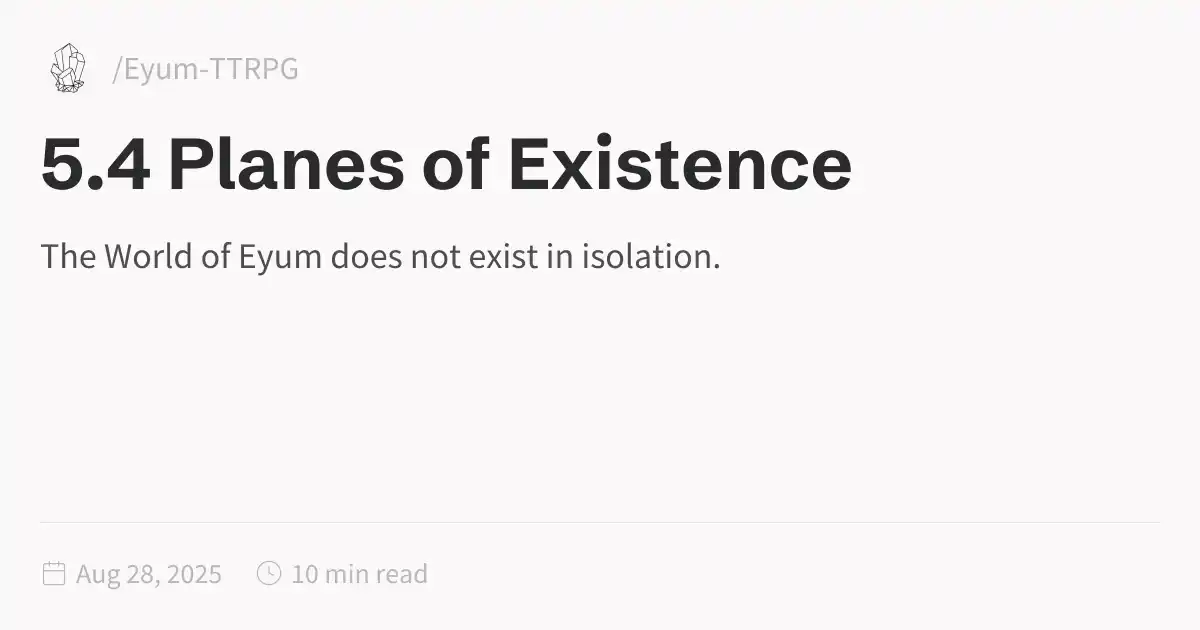 /Eyum-TTRPG
5.4 Planes of Existence
The World of Eyum does not exist in isolation.
Aug 28, 2025 10 min read